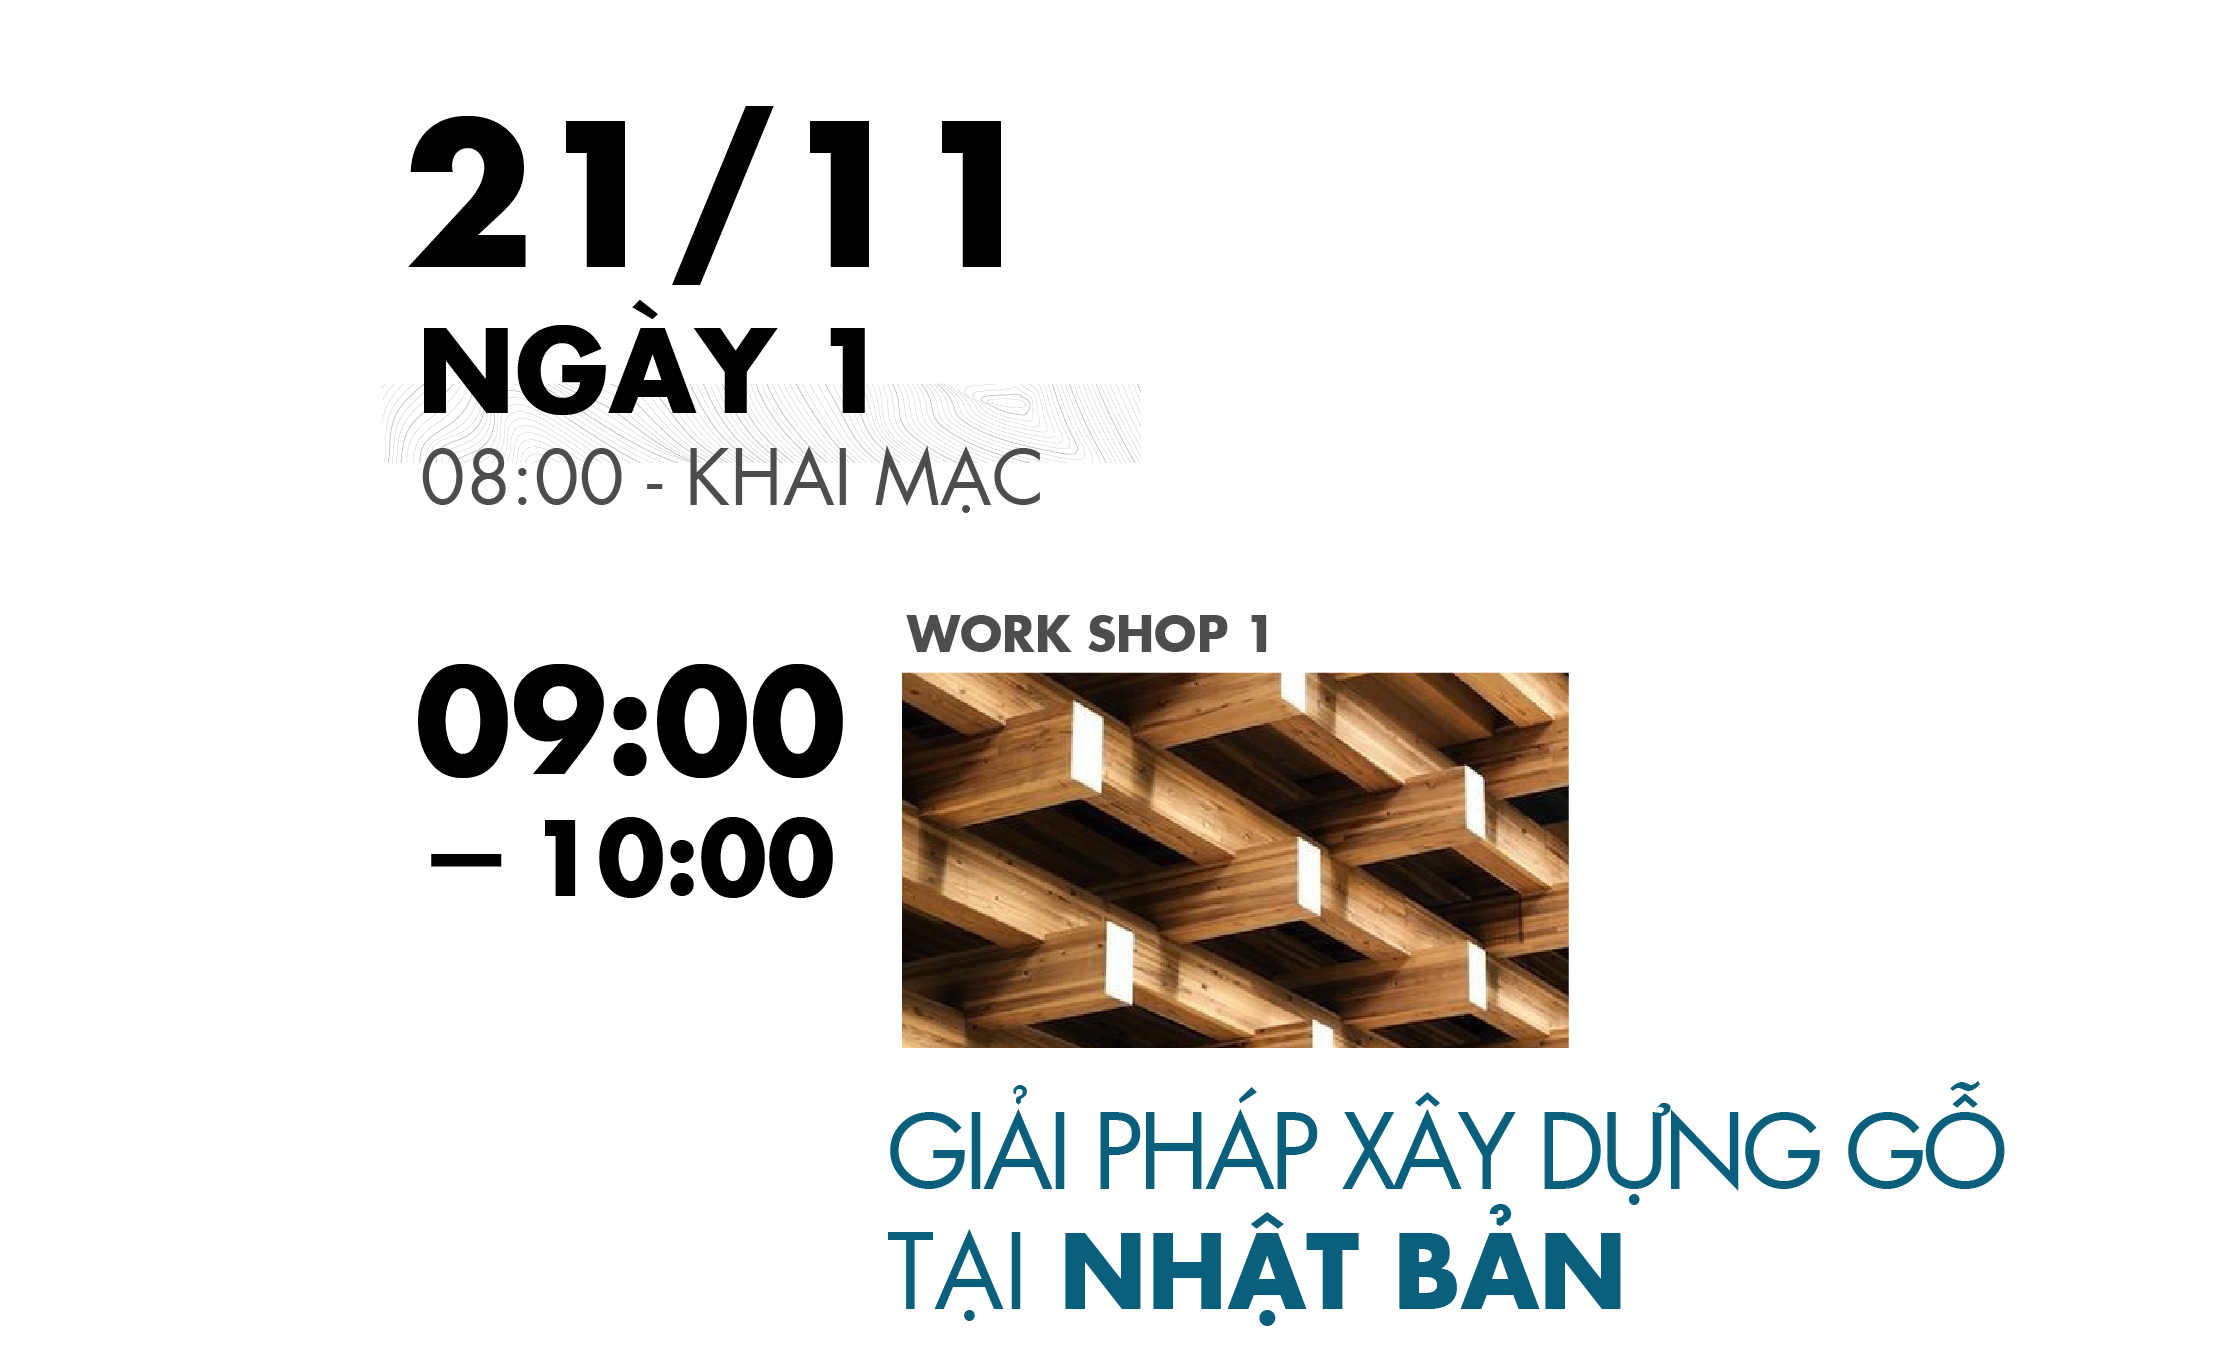 21/11
NGÀY 1
08:00 - KHAI MẠC
WORK SHOP 1
09:00
– 10:00
GIẢI PHÁP XÂY DỰNG GỖ
TẠI NHẬT BẢN